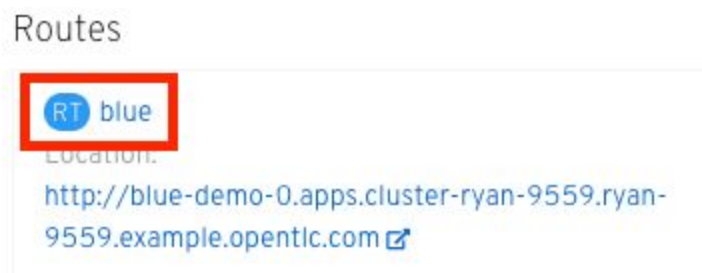 Routes
RT blue
Location:
http://blue-demo-0.apps.cluster-ryan-9559.ryan-
9559.example.opentlc.com